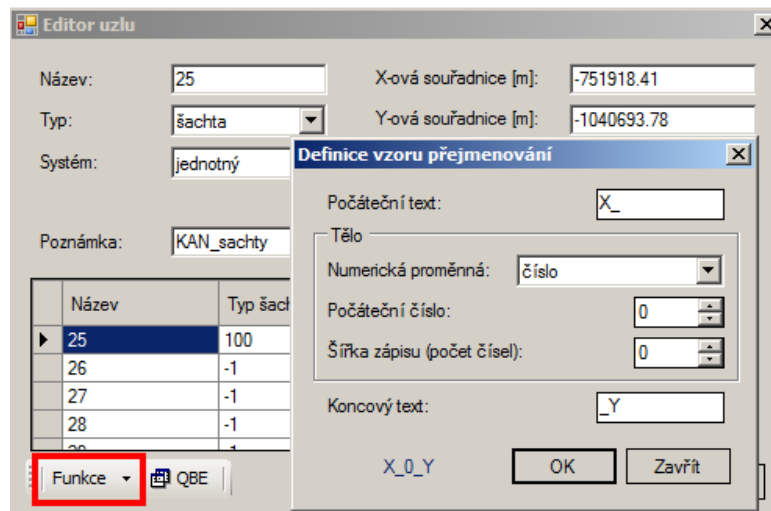 Editor uzlu
Název: 25 X-ová souřadnice [m]: -751918.41
Typ: šachta Y-ová souřadnice [m]: -1040693.78
Systém: jednotný
Poznámka: KAN_sachty
Název Typ šach
25 100
26 -1
27 -1
28 -1
Funkce QBE
Definice vzoru přejmenování
Počáteční text: X_
Tělo
Numerická proměnná: číslo
Počáteční číslo: 0
Šířka zápisu (počet čísel): 0
Koncový text: _Y
X_0_Y OK Zavřít